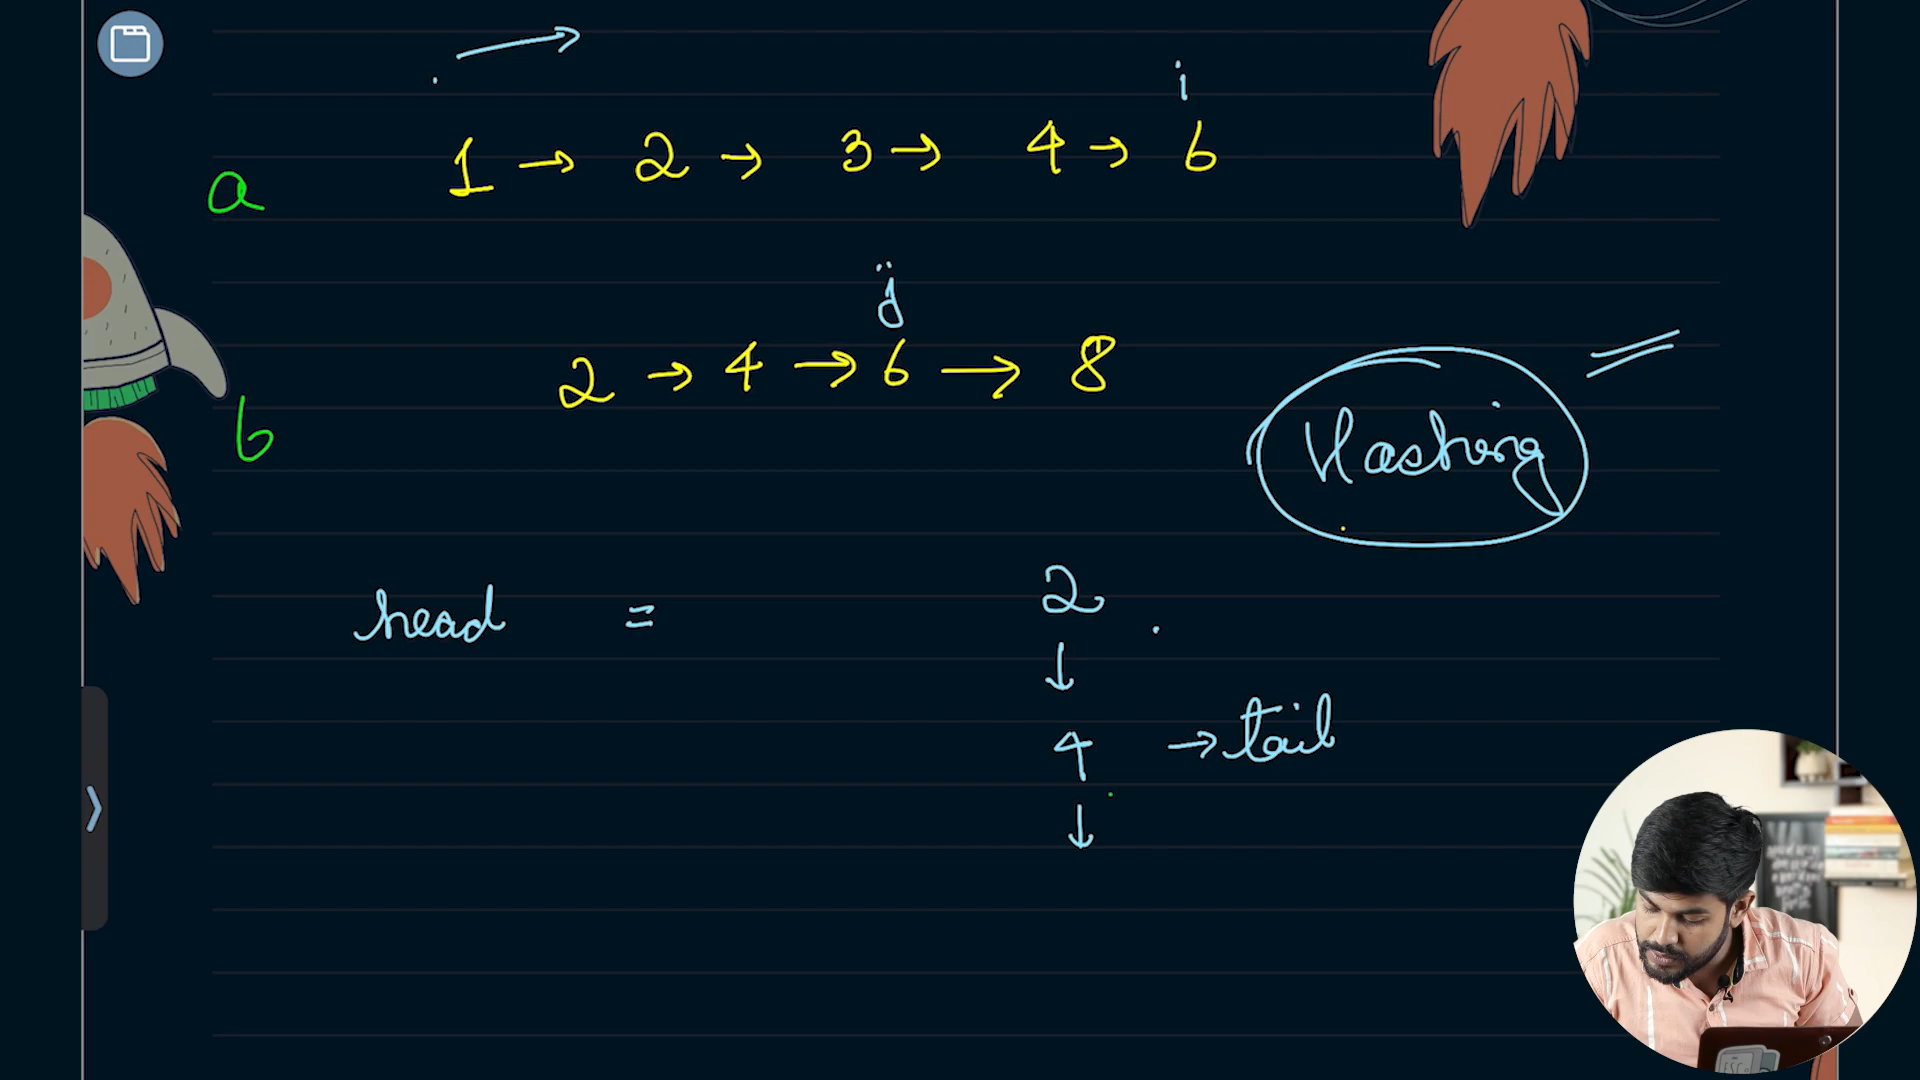 i
1 → 2 → 3 → 4 → 6
a
j
2 → 4 → 6 → 8
b
Hashing
head = 2
↓
4 → tail
↓